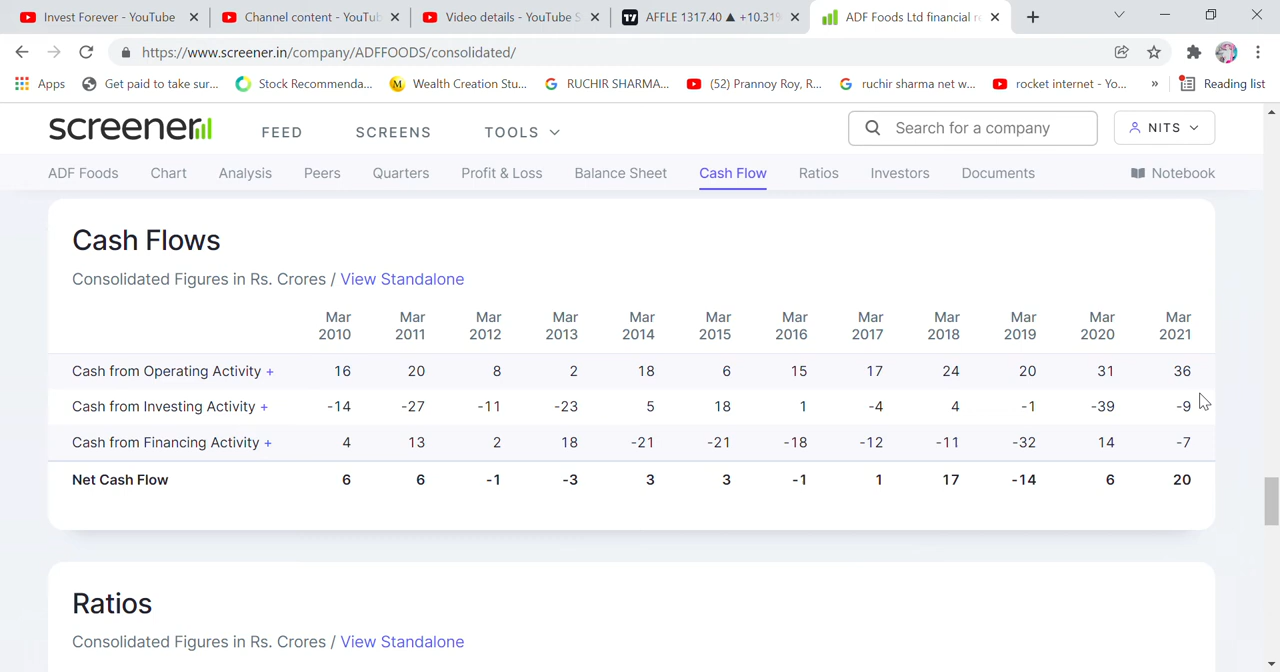 Invest Forever - YouTube
Channel content - YouTub
Video details - YouTube S
AFFLE 1317.40 ▲ +10.31%
ADF Foods Ltd financial re
https://www.screener.in/company/ADFFOODS/consolidated/
Apps
Get paid to take sur...
Stock Recommenda...
Wealth Creation Stu...
RUCHIR SHARMA...
(52) Prannoy Roy, R...
ruchir sharma net w...
rocket internet - Yo...
»
Reading list
screener
FEED
SCREENS
TOOLS
Search for a company
NITS
ADF Foods Chart Analysis Peers Quarters Profit & Loss Balance Sheet Cash Flow Ratios Investors Documents Notebook
Cash Flows
Consolidated Figures in Rs. Crores / View Standalone
Mar 2010 Mar 2011 Mar 2012 Mar 2013 Mar 2014 Mar 2015 Mar 2016 Mar 2017 Mar 2018 Mar 2019 Mar 2020 Mar 2021
Cash from Operating Activity + 16 20 8 2 18 6 15 17 24 20 31 36
Cash from Investing Activity + -14 -27 -11 -23 5 18 1 -4 4 -1 -39 -9
Cash from Financing Activity + 4 13 2 18 -21 -21 -18 -12 -11 -32 14 -7
Net Cash Flow 6 6 -1 -3 3 3 -1 1 17 -14 6 20
Ratios
Consolidated Figures in Rs. Crores / View Standalone